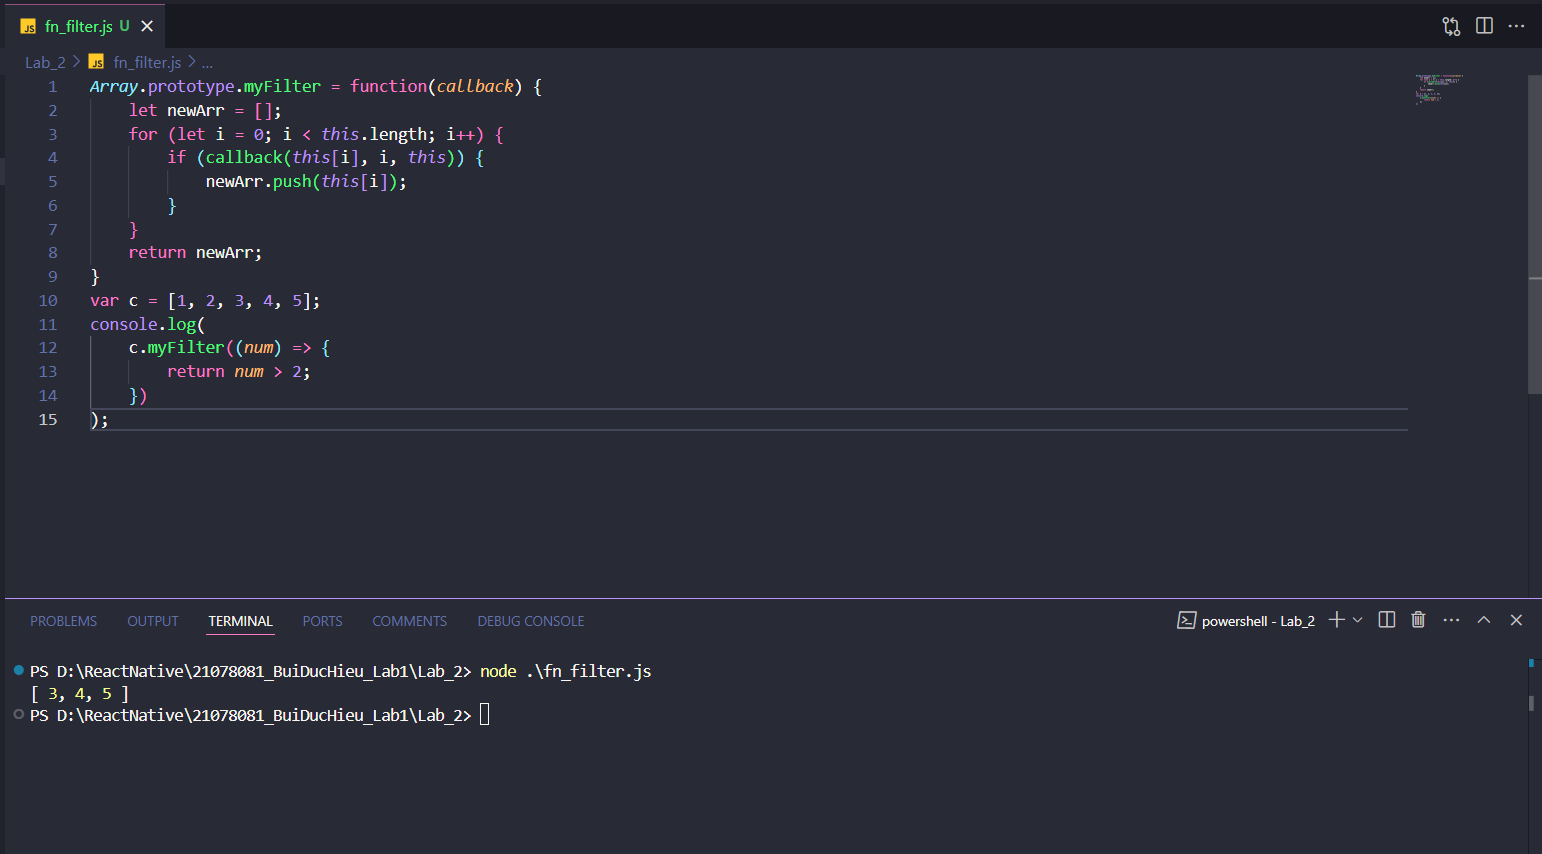 JS fn_filter.js U
Lab_2 > JS fn_filter.js > ...
1 Array.prototype.myFilter = function(callback) {
2     let newArr = [];
3     for (let i = 0; i < this.length; i++) {
4         if (callback(this[i], i, this)) {
5             newArr.push(this[i]);
6         }
7     }
8     return newArr;
9 }
10 var c = [1, 2, 3, 4, 5];
11 console.log(
12     c.myFilter((num) => {
13         return num > 2;
14     })
15 );
PROBLEMS OUTPUT TERMINAL PORTS COMMENTS DEBUG CONSOLE powershell - Lab_2
PS D:\ReactNative\21078081_BuiDucHieu_Lab1\Lab_2> node .\fn_filter.js
[ 3, 4, 5 ]
PS D:\ReactNative\21078081_BuiDucHieu_Lab1\Lab_2>